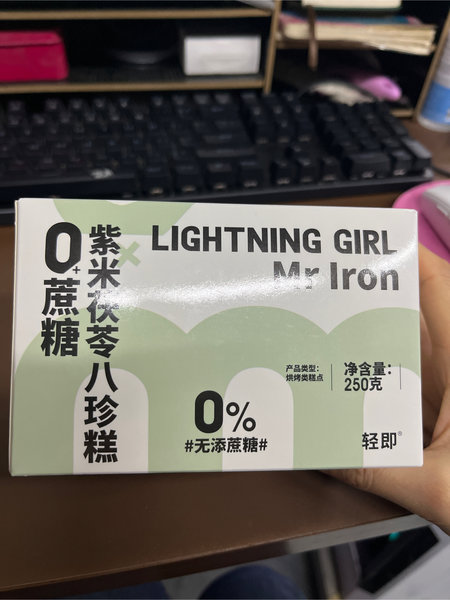 0+蔗糖
紫米茯苓八珍糕
LIGHTNING GIRL
Mr Iron
产品类型:
烘烤类糕点
净含量:
250克
0%
#无添蔗糖#
轻即®